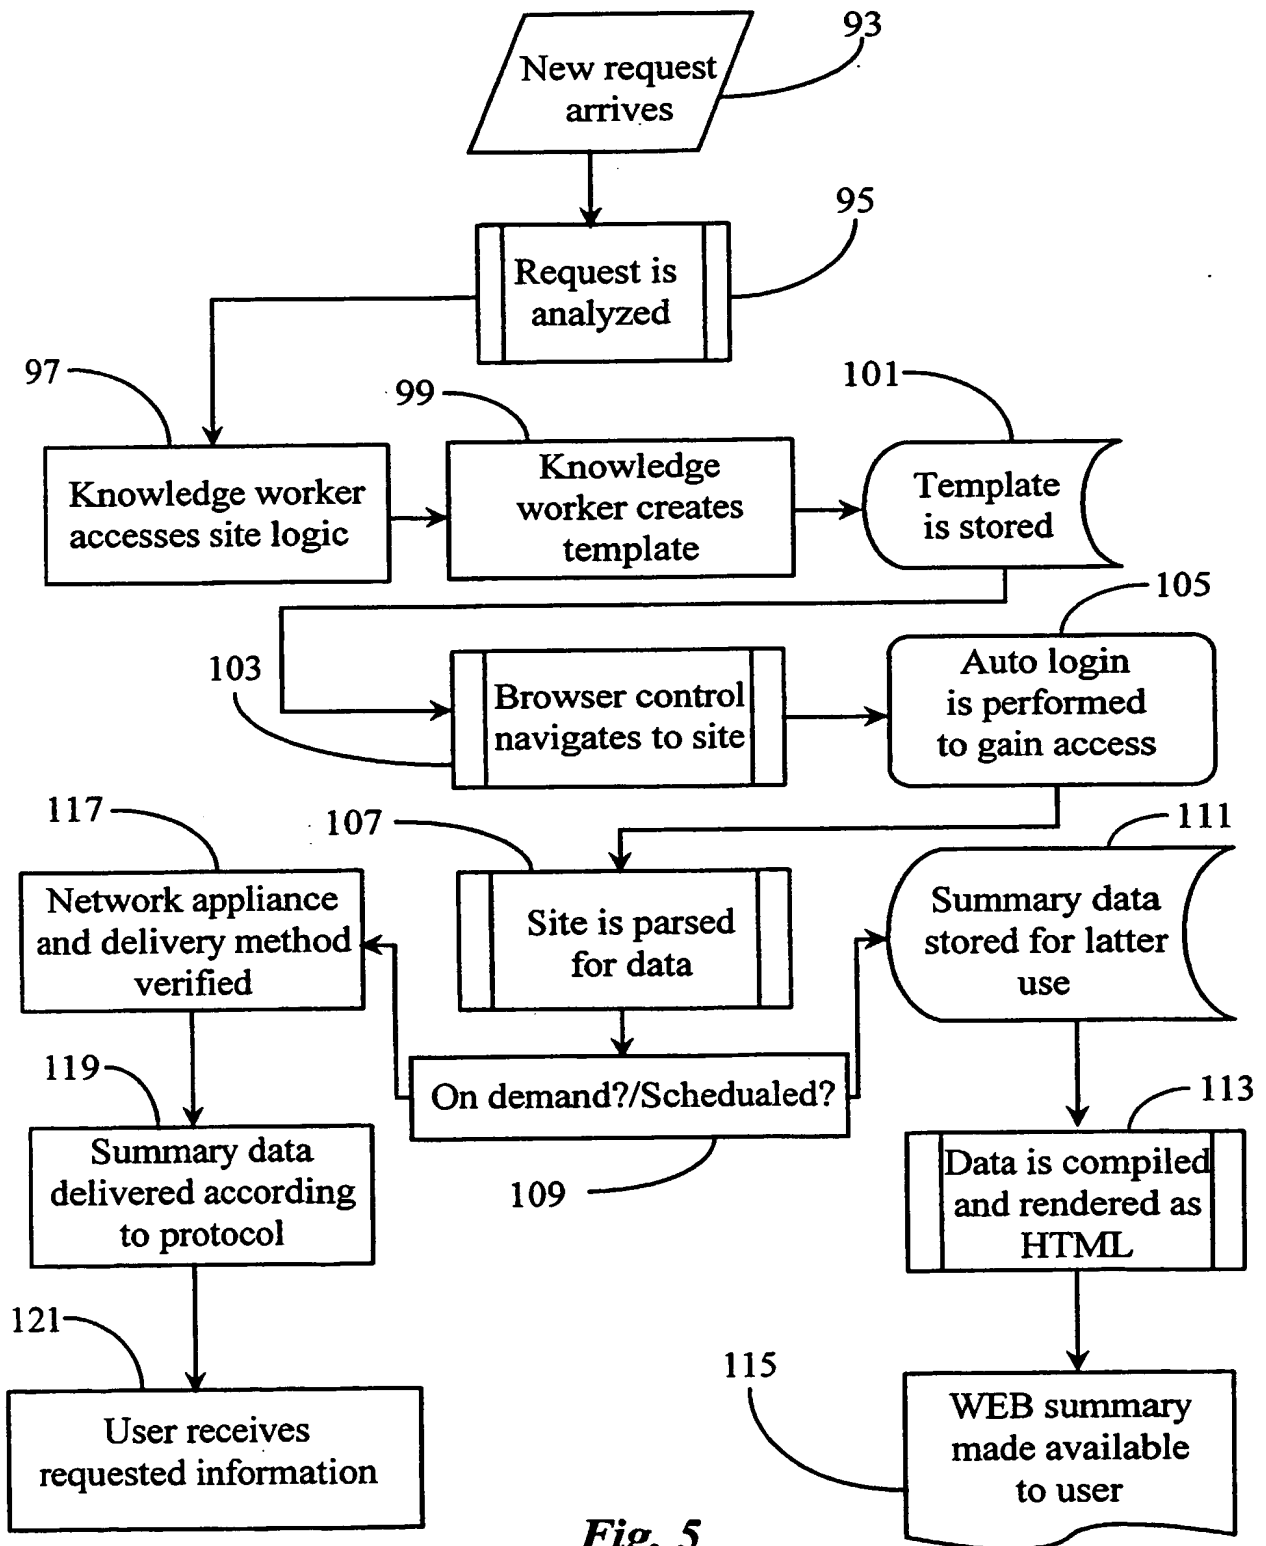 93
New request
arrives
95
Request is
analyzed
97
Knowledge worker
accesses site logic
99
Knowledge
worker creates
template
101
Template
is stored
103
Browser control
navigates to site
105
Auto login
is performed
to gain access
107
Site is parsed
for data
109
On demand?/Schedualed?
111
Summary data
stored for latter
use
113
Data is compiled
and rendered as
HTML
115
WEB summary
made available
to user
117
Network appliance
and delivery method
verified
119
Summary data
delivered according
to protocol
121
User receives
requested information
Fig. 5